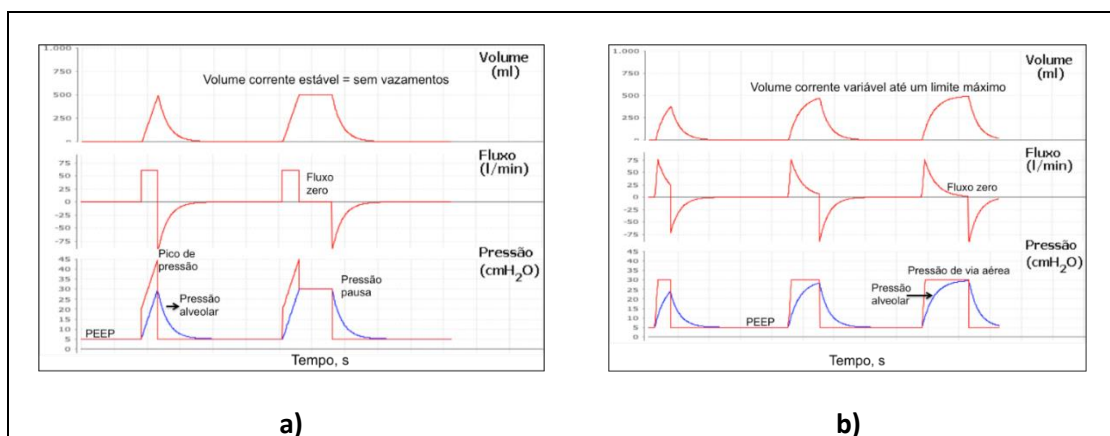 1.000
Volume
(ml)
750
Volume corrente estável = sem vazamentos
500
250
Fluxo
(l/min)
75
50
25
0
-25
-50
-75
Fluxo
zero
Pressão
(cmH₂O)
Pico de
pressão
45
40
35
30
25
20
15
10
5
0
Pressão
alveolar
Pressão
pausa
PEEP
Tempo, s
a)
1.000
Volume
(ml)
750
Volume corrente variável até um limite máximo
500
250
Fluxo
(l/min)
75
50
25
0
-25
-50
-75
Fluxo zero
Pressão
(cmH₂O)
45
40
35
30
25
20
15
10
5
0
Pressão de via aérea
Pressão
alveolar
PEEP
Tempo, s
b)